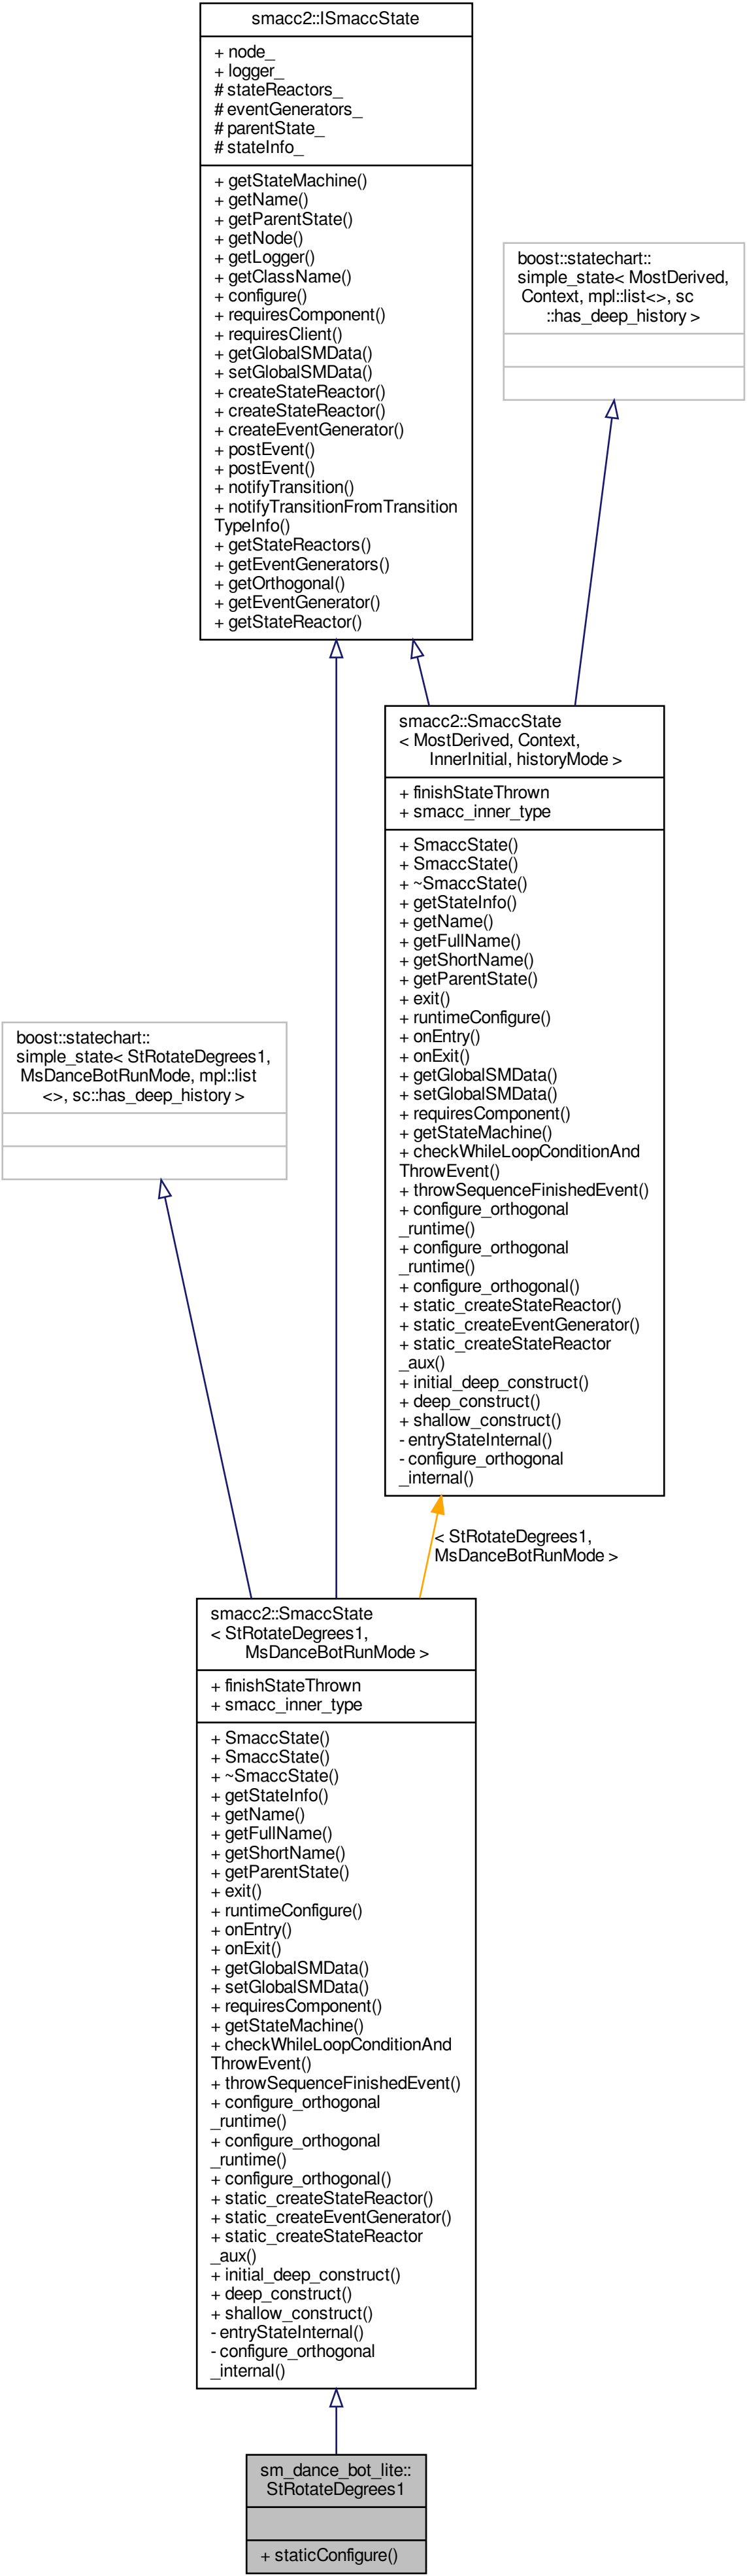 smacc2::ISmaccState
+ node_
+ logger_
# stateReactors_
# eventGenerators_
# parentState_
# stateInfo_
+ getStateMachine()
+ getName()
+ getParentState()
+ getNode()
+ getLogger()
+ getClassName()
+ configure()
+ requiresComponent()
+ requiresClient()
+ getGlobalSMData()
+ setGlobalSMData()
+ createStateReactor()
+ createStateReactor()
+ createEventGenerator()
+ postEvent()
+ postEvent()
+ notifyTransition()
+ notifyTransitionFromTransition
TypeInfo()
+ getStateReactors()
+ getEventGenerators()
+ getOrthogonal()
+ getEventGenerator()
+ getStateReactor()
boost::statechart::
simple_state< MostDerived,
Context, mpl::list<>, sc
::has_deep_history >
smacc2::SmaccState
< MostDerived, Context,
InnerInitial, historyMode >
+ finishStateThrown
+ smacc_inner_type
+ SmaccState()
+ SmaccState()
+ ~SmaccState()
+ getStateInfo()
+ getName()
+ getFullName()
+ getShortName()
+ getParentState()
+ exit()
+ runtimeConfigure()
+ onEntry()
+ onExit()
+ getGlobalSMData()
+ setGlobalSMData()
+ requiresComponent()
+ getStateMachine()
+ checkWhileLoopConditionAnd
ThrowEvent()
+ throwSequenceFinishedEvent()
+ configure_orthogonal
_runtime()
+ configure_orthogonal
_runtime()
+ configure_orthogonal()
+ static_createStateReactor()
+ static_createEventGenerator()
+ static_createStateReactor
_aux()
+ initial_deep_construct()
+ deep_construct()
+ shallow_construct()
- entryStateInternal()
- configure_orthogonal
_internal()
boost::statechart::
simple_state< StRotateDegrees1,
MsDanceBotRunMode, mpl::list
<>, sc::has_deep_history >
< StRotateDegrees1,
MsDanceBotRunMode >
smacc2::SmaccState
< StRotateDegrees1,
MsDanceBotRunMode >
+ finishStateThrown
+ smacc_inner_type
+ SmaccState()
+ SmaccState()
+ ~SmaccState()
+ getStateInfo()
+ getName()
+ getFullName()
+ getShortName()
+ getParentState()
+ exit()
+ runtimeConfigure()
+ onEntry()
+ onExit()
+ getGlobalSMData()
+ setGlobalSMData()
+ requiresComponent()
+ getStateMachine()
+ checkWhileLoopConditionAnd
ThrowEvent()
+ throwSequenceFinishedEvent()
+ configure_orthogonal
_runtime()
+ configure_orthogonal
_runtime()
+ configure_orthogonal()
+ static_createStateReactor()
+ static_createEventGenerator()
+ static_createStateReactor
_aux()
+ initial_deep_construct()
+ deep_construct()
+ shallow_construct()
- entryStateInternal()
- configure_orthogonal
_internal()
sm_dance_bot_lite::
StRotateDegrees1
+ staticConfigure()